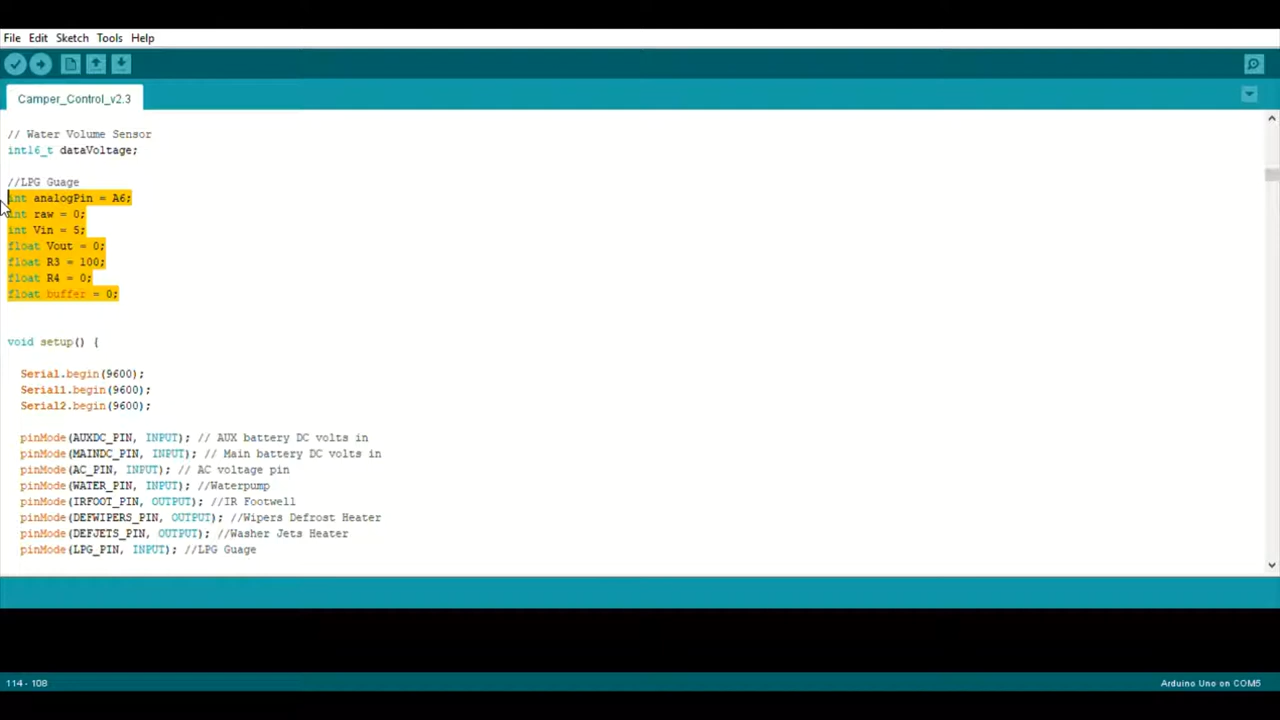 File Edit Sketch Tools Help
Camper_Control_v2.3
// Water Volume Sensor
int16_t dataVoltage;
//LPG Guage
int analogPin = A6;
int raw = 0;
int Vin = 5;
float Vout = 0;
float R3 = 100;
float R4 = 0;
float buffer = 0;
void setup() {
Serial.begin(9600);
Serial1.begin(9600);
Serial2.begin(9600);
pinMode(AUXDC_PIN, INPUT); // AUX battery DC volts in
pinMode(MAINDC_PIN, INPUT); // Main battery DC volts in
pinMode(AC_PIN, INPUT); // AC voltage pin
pinMode(WATER_PIN, INPUT); //Waterpump
pinMode(IRFOOT_PIN, OUTPUT); //IR Footwell
pinMode(DEFWIPERS_PIN, OUTPUT); //Wipers Defrost Heater
pinMode(DEFJETS_PIN, OUTPUT); //Washer Jets Heater
pinMode(LPG_PIN, INPUT); //LPG Guage
114 - 108 Arduino Uno on COM5